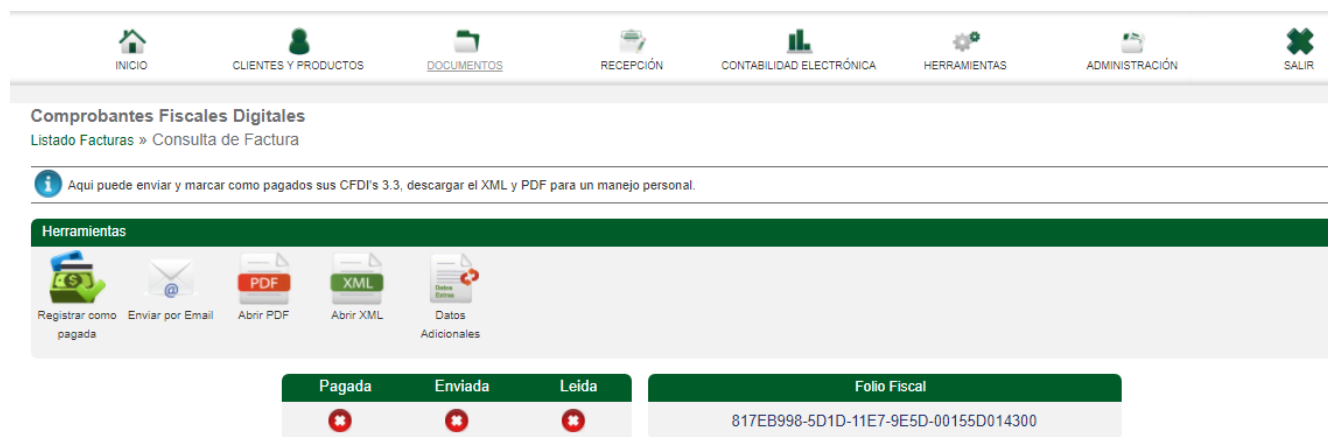 INICIO
CLIENTES Y PRODUCTOS
DOCUMENTOS
RECEPCIÓN
CONTABILIDAD ELECTRÓNICA
HERRAMIENTAS
ADMINISTRACIÓN
SALIR
Comprobantes Fiscales Digitales
Listado Facturas » Consulta de Factura
Aqui puede enviar y marcar como pagados sus CFDI's 3.3, descargar el XML y PDF para un manejo personal.
Herramientas
PDF
XML
Datos
Extras
Registrar como
pagada
Enviar por Email
Abrir PDF
Abrir XML
Datos
Adicionales
Pagada
Enviada
Leida
Folio Fiscal
817EB998-5D1D-11E7-9E5D-00155D014300